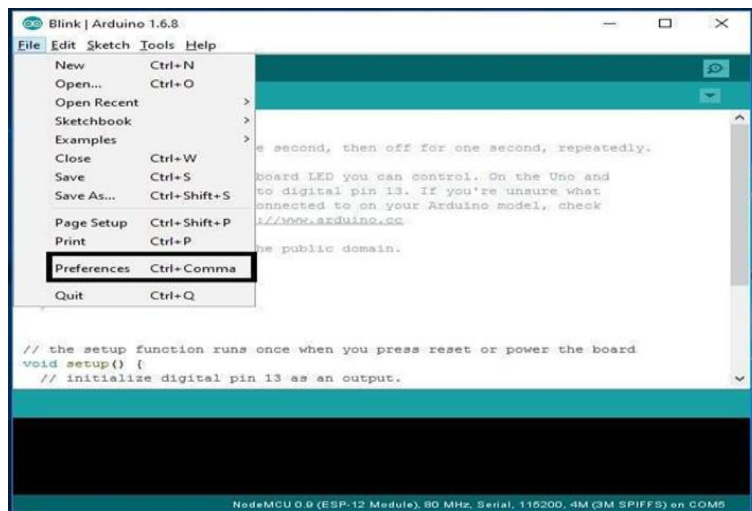 Blink | Arduino 1.6.8
File Edit Sketch Tools Help
New Ctrl+N
Open... Ctrl+O
Open Recent
Sketchbook
Examples
Close Ctrl+W
Save Ctrl+S
Save As... Ctrl+Shift+S
Page Setup Ctrl+Shift+P
Print Ctrl+P
Preferences Ctrl+Comma
Quit Ctrl+Q
e second, then off for one second, repeatedly.
board LED you can control. On the Uno and
to digital pin 13. If you're unsure what
onnected to on your Arduino model, check
://www.arduino.cc
he public domain.
// the setup function runs once when you press reset or power the board
void setup() {
// initialize digital pin 13 as an output.
NodeMCU 0.9 (ESP-12 Module), 80 MHz, Serial, 115200, 4M (3M SPIFFS) on COM5